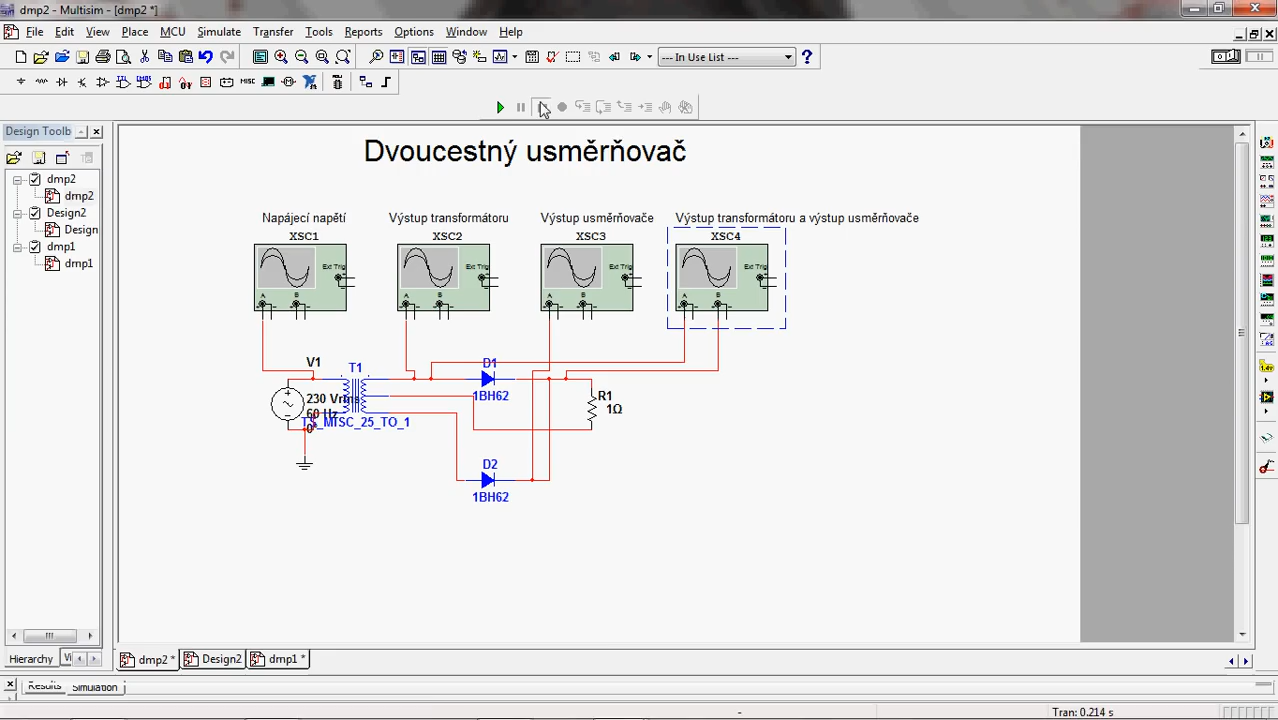 dmp2 - Multisim - [dmp2 *]
File Edit View Place MCU Simulate Transfer Tools Reports Options Window Help
--- In Use List ---
MISC
Design Toolb
dmp2
dmp2
Design2
Design
dmp1
dmp1
Dvoucestný usměrňovač
Napájecí napětí
Výstup transformátoru
Výstup usměrňovače
Výstup transformátoru a výstup usměrňovače
XSC1
XSC2
XSC3
XSC4
Ext Trig
A B
Ext Trig
A B
Ext Trig
A B
Ext Trig
A B
V1
T1
230 Vrms
60 Hz
0°
TS_MTSC_25_TO_1
D1
1BH62
R1
1Ω
D2
1BH62
Hierarchy
dmp2 *
Design2
dmp1 *
Results Simulation
Tran: 0.214 s